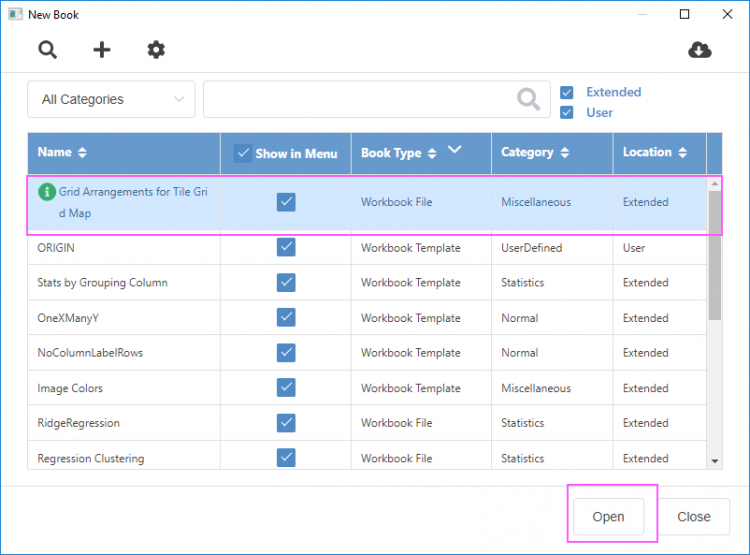 New Book
All Categories
Extended
User
Name Show in Menu Book Type Category Location
Grid Arrangements for Tile Gri
d Map Workbook File Miscellaneous Extended
ORIGIN Workbook Template UserDefined User
Stats by Grouping Column Workbook Template Statistics Extended
OneXManyY Workbook Template Normal Extended
NoColumnLabelRows Workbook Template Normal Extended
Image Colors Workbook Template Miscellaneous Extended
RidgeRegression Workbook File Statistics Extended
Regression Clustering Workbook File Statistics Extended
Open Close